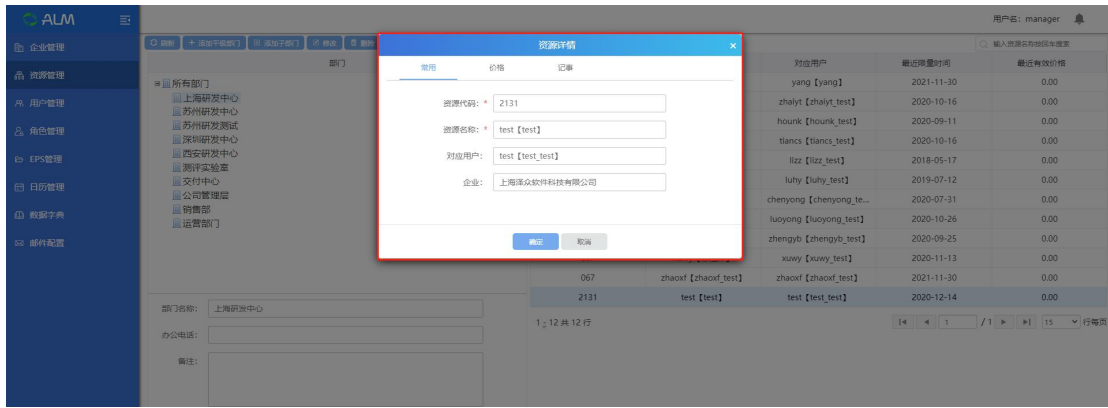 ALM
用户名: manager
企业管理
资源管理
用户管理
角色管理
EPS管理
日历管理
数据字典
邮件配置
刷新 添加平级部门 添加子部门 修改 删除
输入资源名称按回车搜索
部门
所有部门
上海研发中心
苏州研发中心
苏州研发测试
深圳研发中心
西安研发中心
测评实验室
交付中心
公司管理层
销售部
运营部门
资源详情
×
常用 价格 记事
资源代码: * 2131
资源名称: * test【test】
对应用户: test【test_test】
企业: 上海泽众软件科技有限公司
确定 取消
对应用户 最近限量时间 最近有效价格
yang【yang】 2021-11-30 0.00
zhalyt【zhalyt_test】 2020-10-16 0.00
hounk【hounk_test】 2020-09-11 0.00
tiancs【tiancs_test】 2020-10-16 0.00
lizz【lizz_test】 2018-05-17 0.00
luhy【luhy_test】 2019-07-12 0.00
chenyong【chenyong_te... 2020-07-31 0.00
luoyong【luoyong_test】 2020-10-26 0.00
zhengyb【zhengyb_test】 2020-09-25 0.00
xuwy【xuwy_test】 2020-11-13 0.00
067 zhaoxf【zhaoxf_test】 zhaoxf【zhaoxf_test】 2021-11-30 0.00
2131 test【test】 test【test_test】 2020-12-14 0.00
1 - 12 共 12 行
1 / 1 15 行每页
部门名称: 上海研发中心
办公电话:
备注: